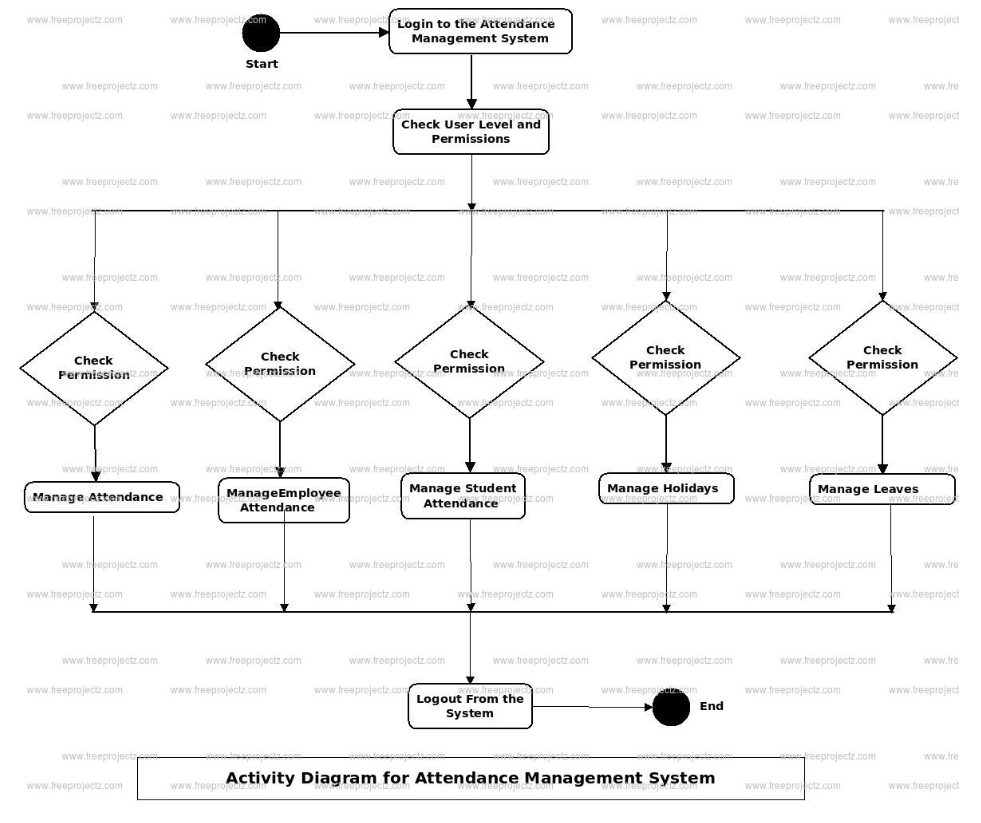 Login to the Attendance
Management System
Start
Check User Level and
Permissions
Check
Permission
Check
Permission
Check
Permission
Check
Permission
Check
Permission
Manage Attendance
ManageEmployee
Attendance
Manage Student
Attendance
Manage Holidays
Manage Leaves
Logout From the
System
End
Activity Diagram for Attendance Management System
www.freeprojectz.com